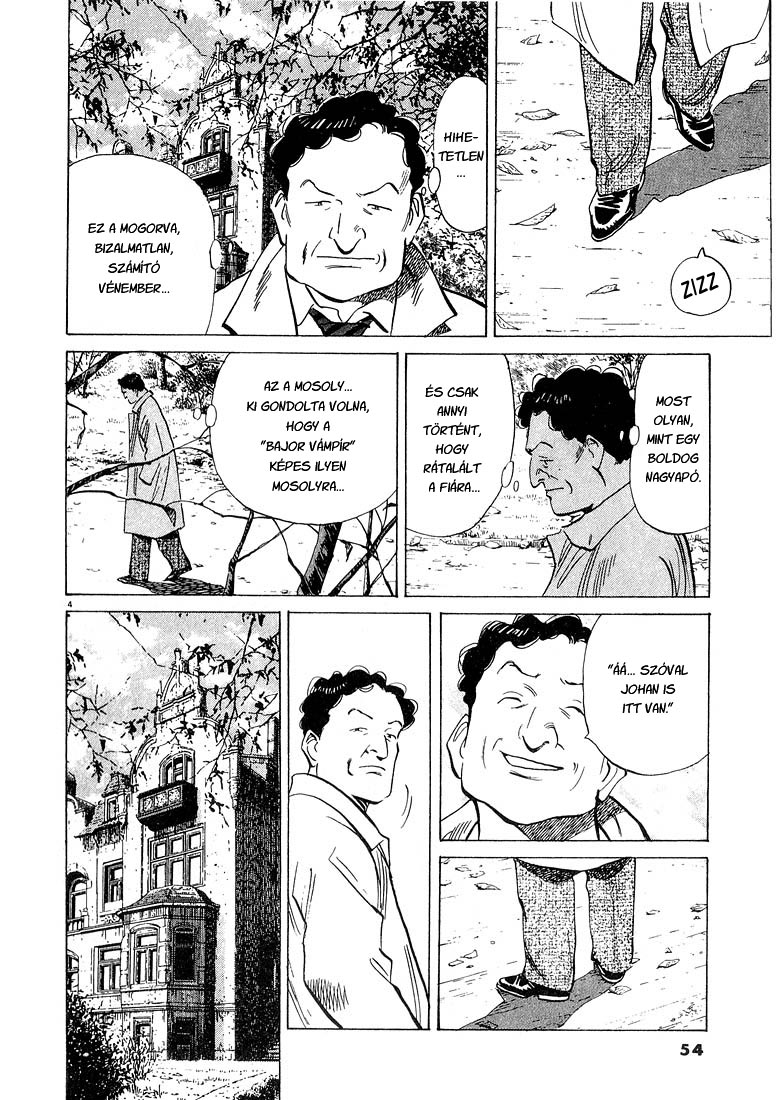 ZIZZ
HIHE-
TETLEN
...
EZ A MOGORVA,
BIZALMATLAN,
SZÁMÍTÓ
VÉNEMBER...
MOST
OLYAN,
MINT EGY
BOLDOG
NAGYAPÓ.
ÉS CSAK
ANNYI
TÖRTÉNT,
HOGY
RÁTALÁLT
A FIÁRA...
AZ A MOSOLY...
KI GONDOLTA VOLNA,
HOGY A
"BAJOR VÁMPÍR"
KÉPES ILYEN
MOSOLYRA...
4
"ÁÁ... SZÓVAL
JOHAN IS
ITT VAN."
54